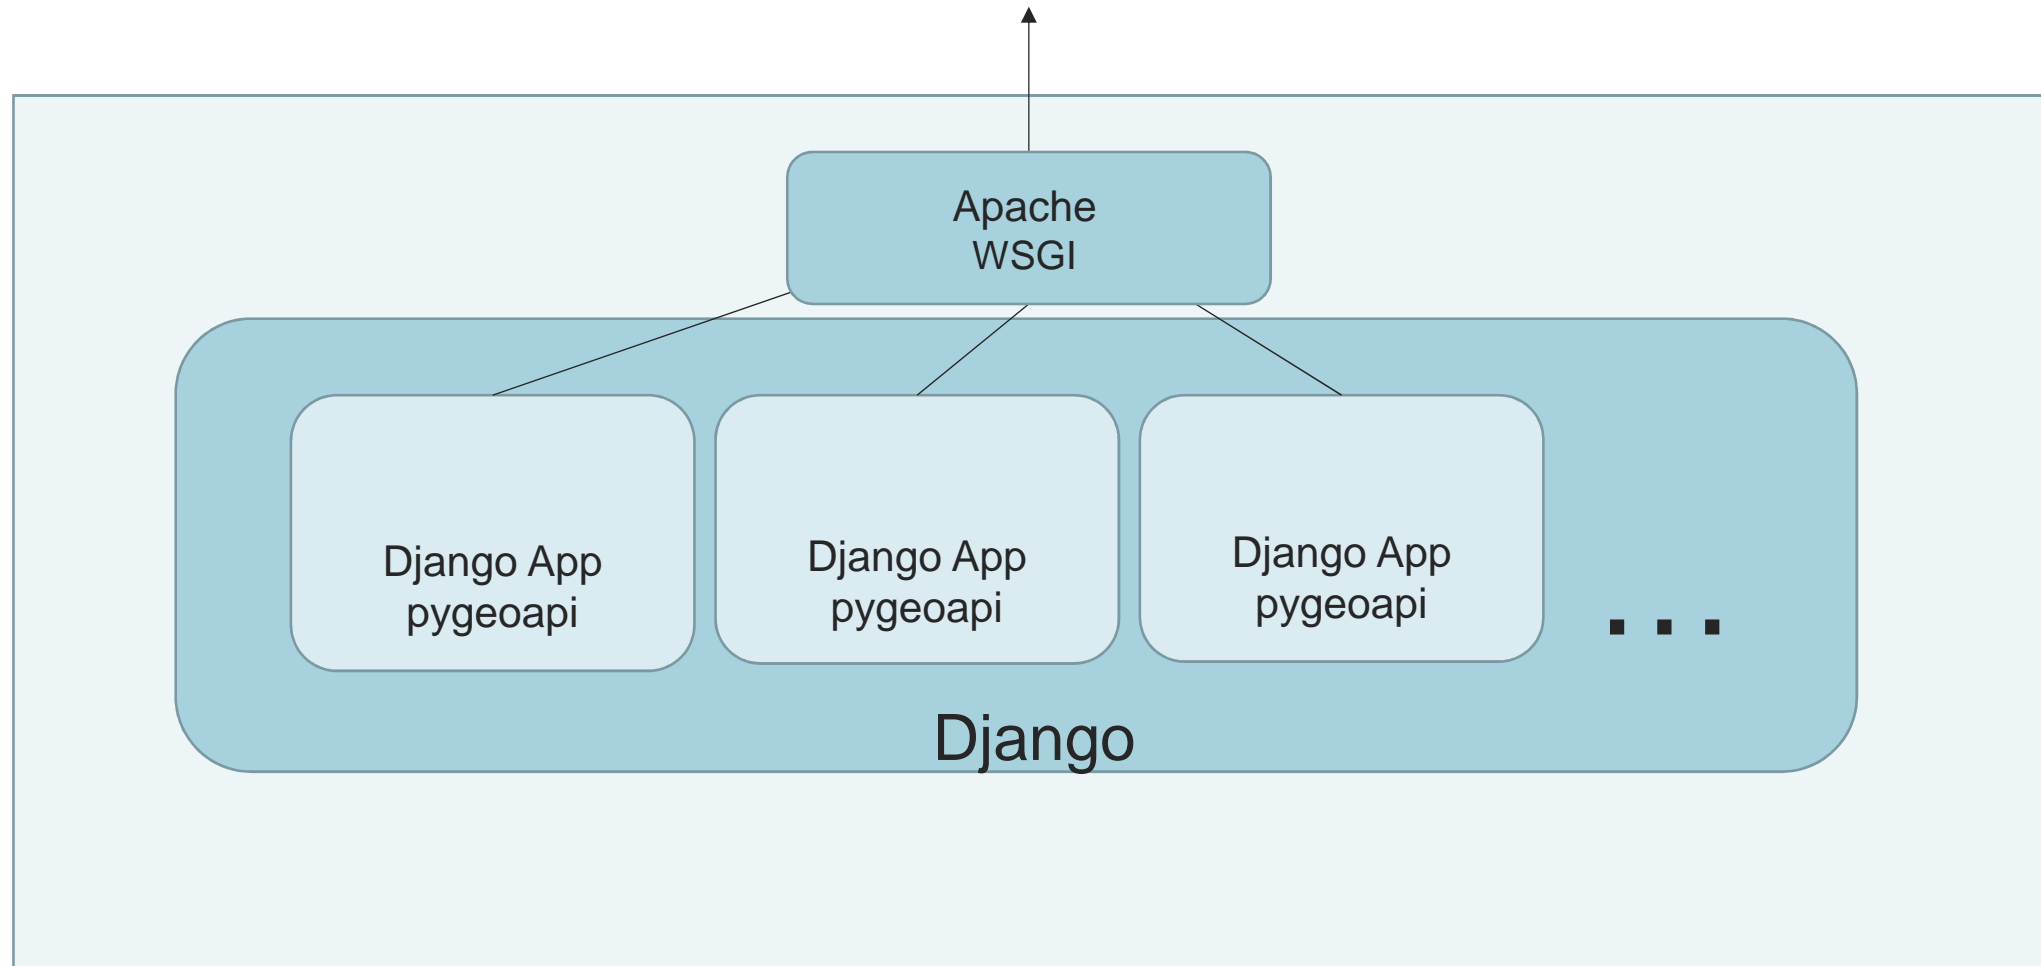 Apache
WSGI
Django App
pygeoapi
Django App
pygeoapi
Django App
pygeoapi
...
Django